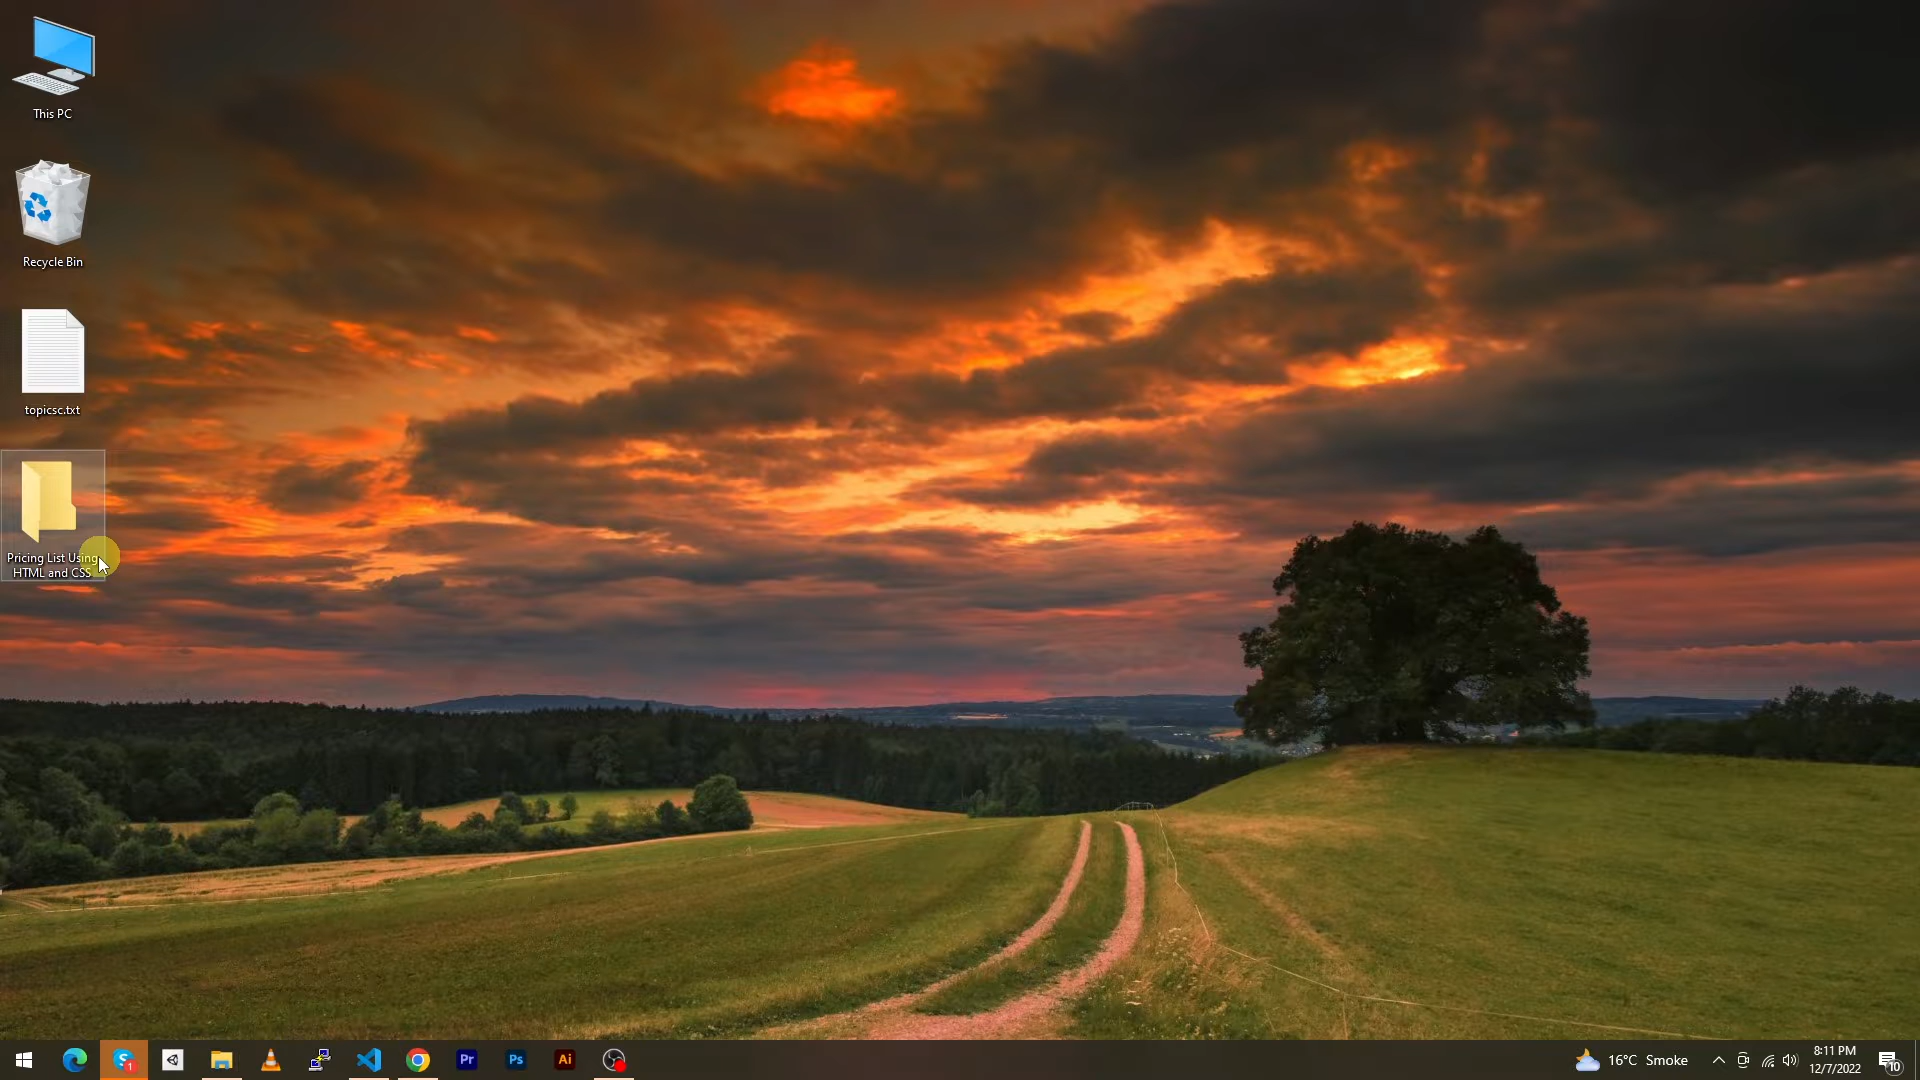 This PC
Recycle Bin
topicsc.txt
Pricing List Using
HTML and CSS
S
1
Pr
Ps
Ai
16°C Smoke
8:11 PM
12/7/2022
10